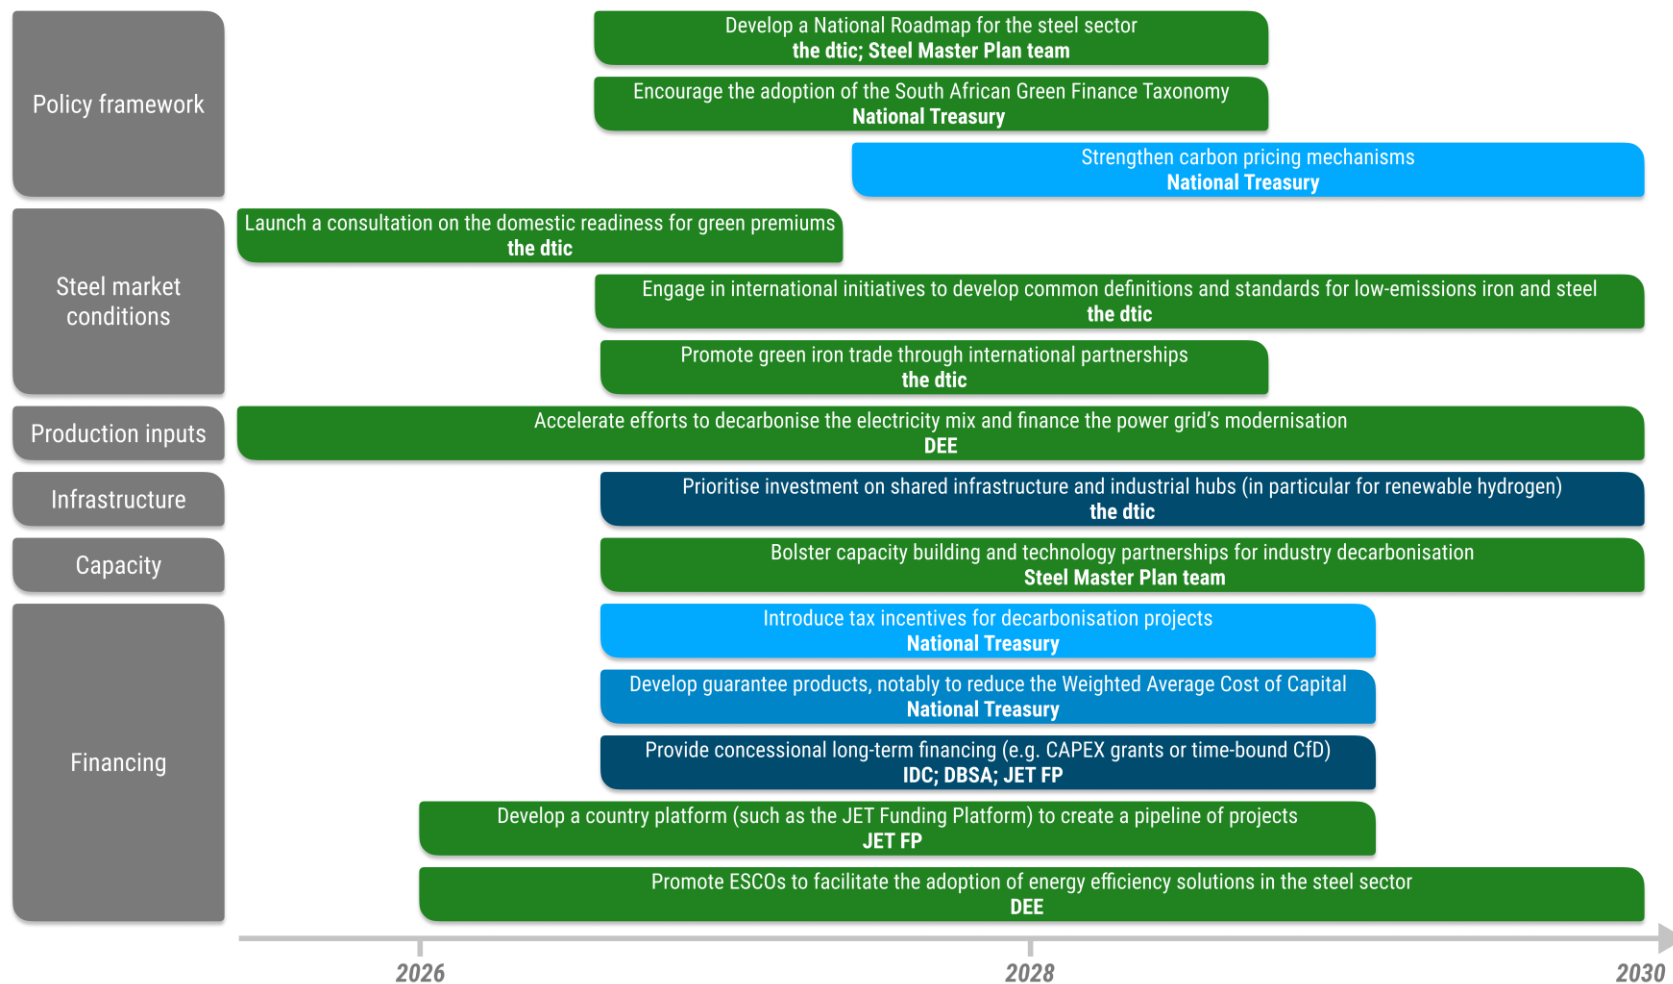 Policy framework
Develop a National Roadmap for the steel sector
the dtic; Steel Master Plan team
Encourage the adoption of the South African Green Finance Taxonomy
National Treasury
Strengthen carbon pricing mechanisms
National Treasury
Steel market
conditions
Launch a consultation on the domestic readiness for green premiums
the dtic
Engage in international initiatives to develop common definitions and standards for low-emissions iron and steel
the dtic
Promote green iron trade through international partnerships
the dtic
Production inputs
Accelerate efforts to decarbonise the electricity mix and finance the power grid’s modernisation
DEE
Infrastructure
Prioritise investment on shared infrastructure and industrial hubs (in particular for renewable hydrogen)
the dtic
Capacity
Bolster capacity building and technology partnerships for industry decarbonisation
Steel Master Plan team
Financing
Introduce tax incentives for decarbonisation projects
National Treasury
Develop guarantee products, notably to reduce the Weighted Average Cost of Capital
National Treasury
Provide concessional long-term financing (e.g. CAPEX grants or time-bound CfD)
IDC; DBSA; JET FP
Develop a country platform (such as the JET Funding Platform) to create a pipeline of projects
JET FP
Promote ESCOs to facilitate the adoption of energy efficiency solutions in the steel sector
DEE
2026
2028
2030